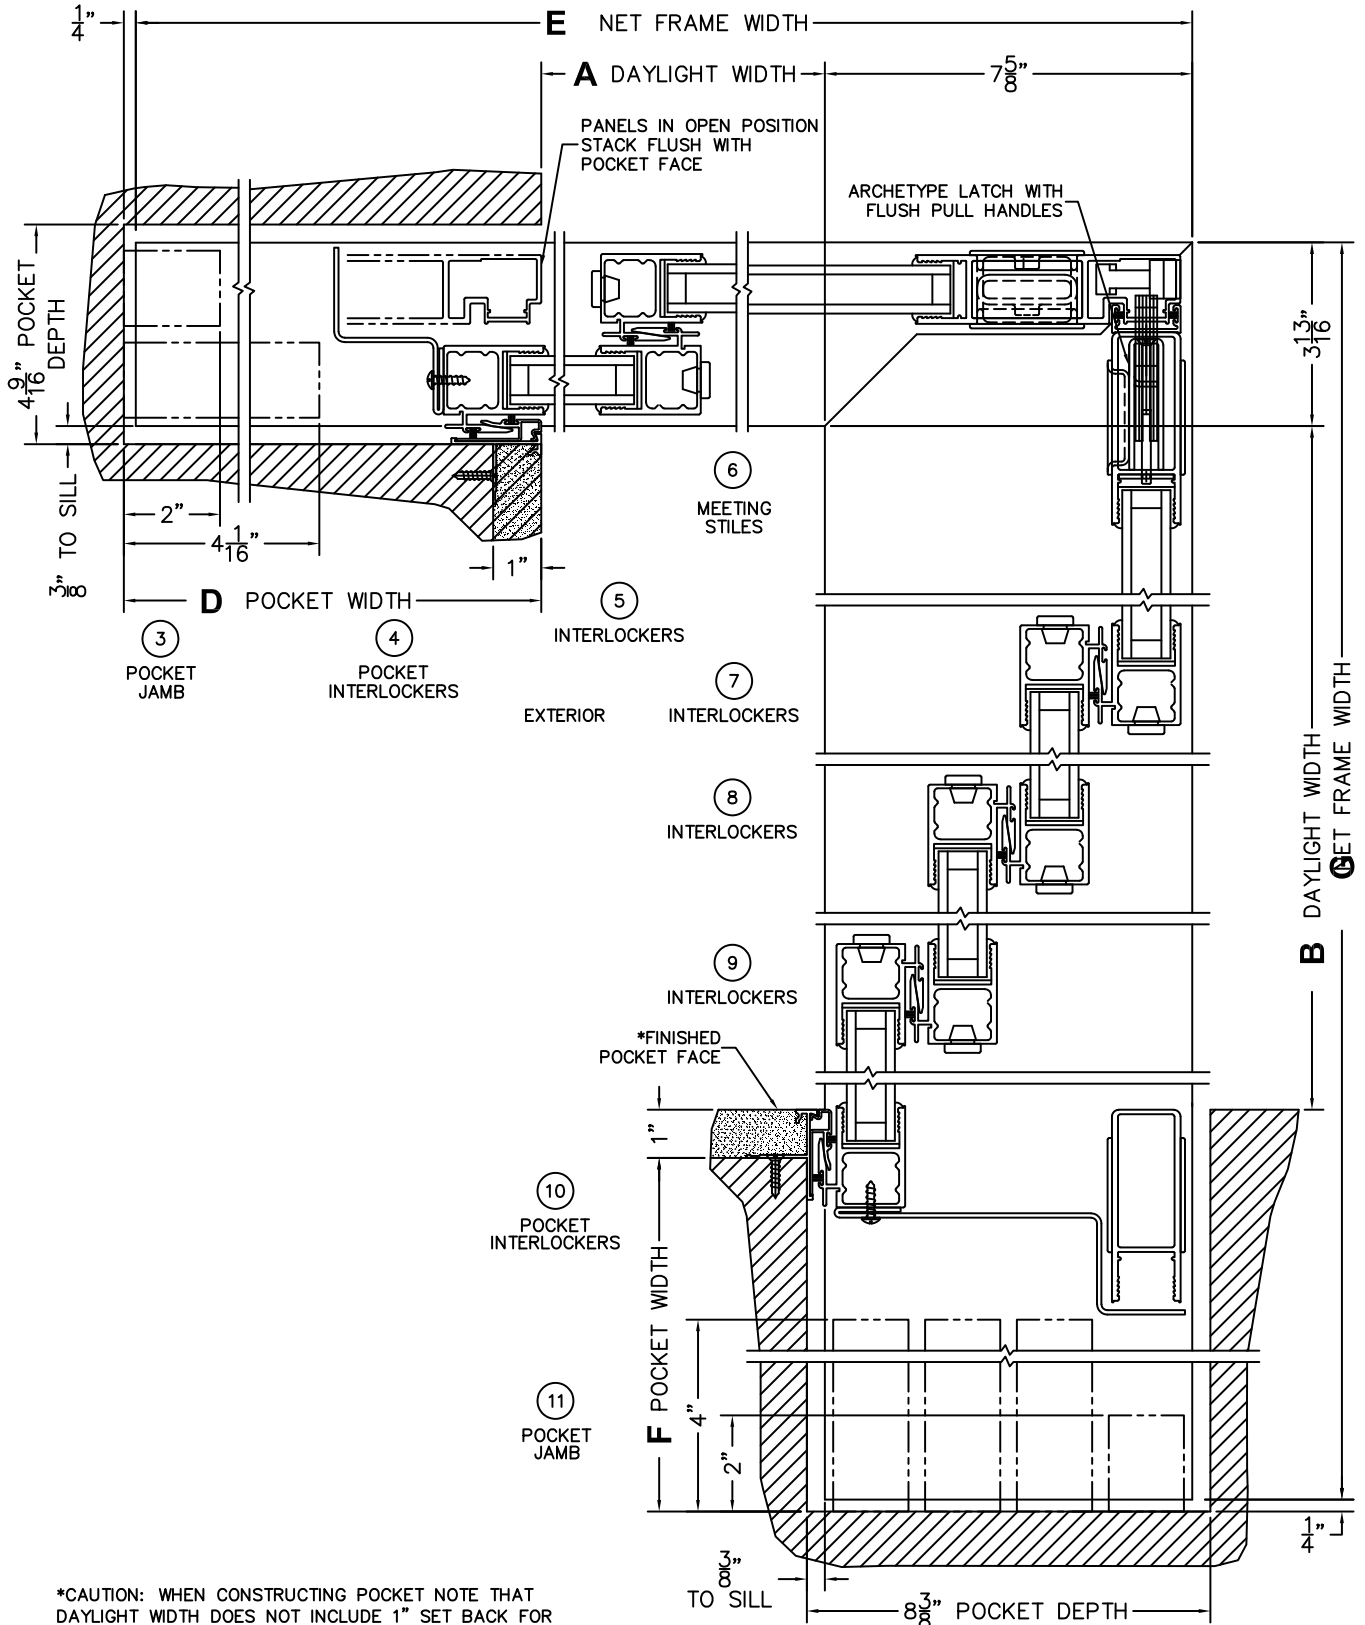 1/4"
E NET FRAME WIDTH
A DAYLIGHT WIDTH
7 5/8"
PANELS IN OPEN POSITION
STACK FLUSH WITH
POCKET FACE
ARCHETYPE LATCH WITH
FLUSH PULL HANDLES
4 9/16" POCKET
DEPTH
3 13/16"
3/8" TO SILL
2"
4 1/16"
1"
D POCKET WIDTH
3
POCKET
JAMB
4
POCKET
INTERLOCKERS
5
INTERLOCKERS
6
MEETING
STILES
EXTERIOR
7
INTERLOCKERS
8
INTERLOCKERS
9
INTERLOCKERS
B DAYLIGHT WIDTH
G NET FRAME WIDTH
*FINISHED
POCKET FACE
1"
10
POCKET
INTERLOCKERS
F POCKET WIDTH
4"
2"
11
POCKET
JAMB
1/4"
3/8"
TO SILL
8 3/8" POCKET DEPTH
*CAUTION: WHEN CONSTRUCTING POCKET NOTE THAT
DAYLIGHT WIDTH DOES NOT INCLUDE 1" SET BACK FOR